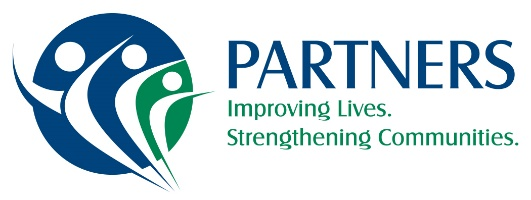 PARTNERS
Improving Lives.
Strengthening Communities.